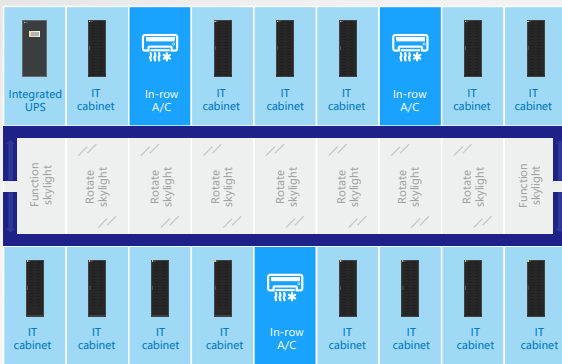 Integrated
UPS
IT
cabinet
In-row
A/C
IT
cabinet
IT
cabinet
IT
cabinet
In-row
A/C
IT
cabinet
IT
cabinet
Function
skylight
Rotate
skylight
Rotate
skylight
Rotate
skylight
Rotate
skylight
Rotate
skylight
Rotate
skylight
Rotate
skylight
Function
skylight
IT
cabinet
IT
cabinet
IT
cabinet
IT
cabinet
In-row
A/C
IT
cabinet
IT
cabinet
IT
cabinet
IT
cabinet